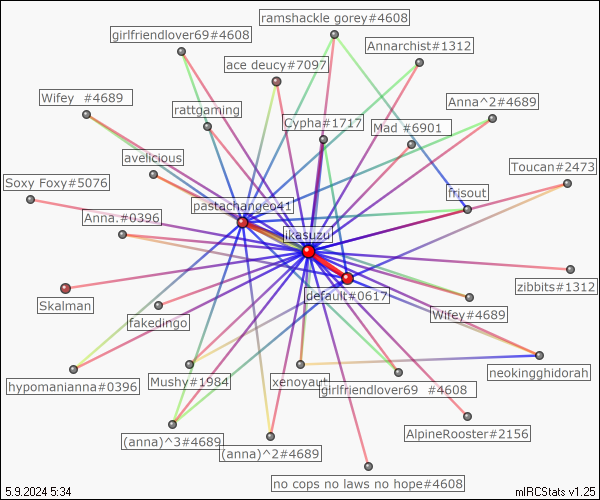 ramshackle gorey#4608
girlfriendlover69#4608
Annarchist#1312
ace deucy#7097
Wifey  #4689
Anna^2#4689
rattgaming
Cypha#1717
Mad #6901
avelicious
Toucan#2473
Soxy Foxy#5076
frisout
pastachangeo41
Anna.#0396
ikasuzu
zibbits#1312
default#0617
Skalman
Wifey#4689
fakedingo
neokingghidorah
hypomanianna#0396
Mushy#1984
xenoyaut
girlfriendlover69  #4608
AlpineRooster#2156
(anna)^3#4689
(anna)^2#4689
no cops no laws no hope#4608
5.9.2024 5:34
mIRCStats v1.25